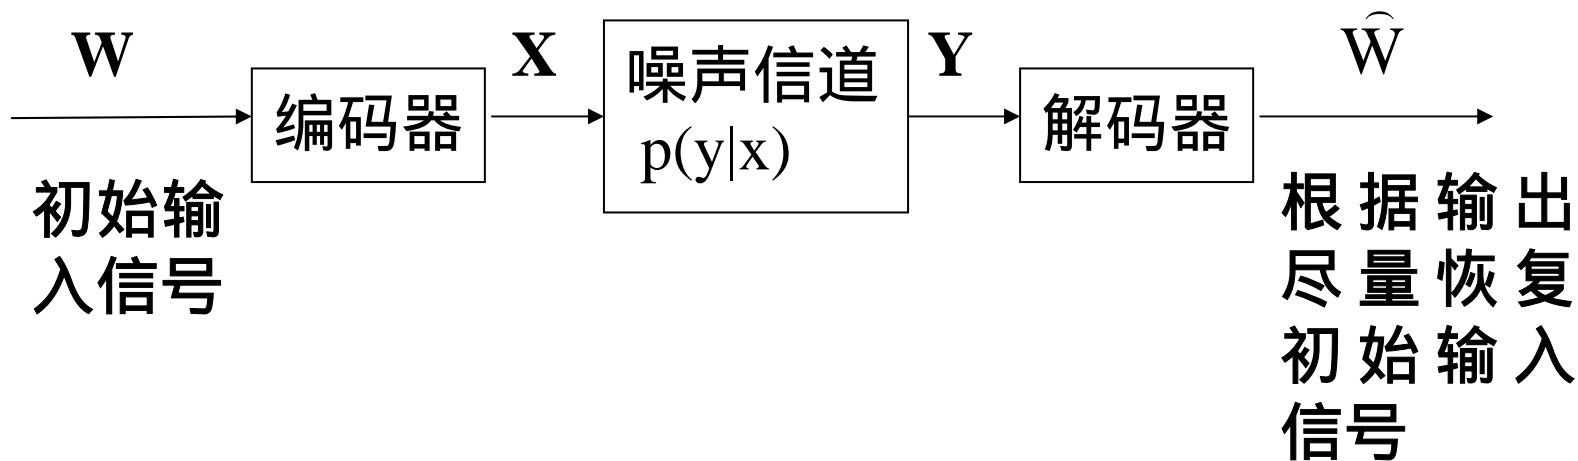 W
编码器
X
噪声信道
p(y|x)
Y
解码器
Ŵ
初始输
入信号
根据输出
尽量恢复
初始输入
信号